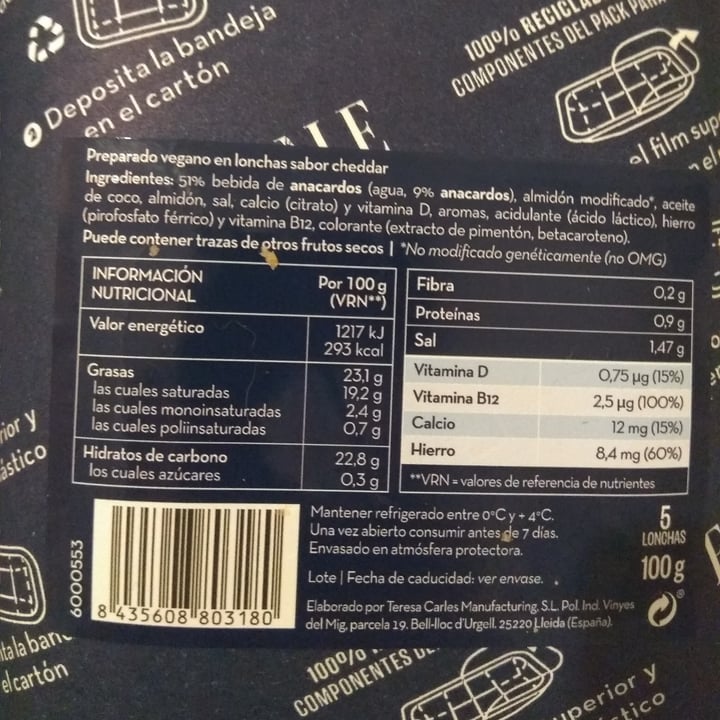 ② Deposita la bandeja
en el cartón
100% RECICLA
COMPONENTES DEL PACK PARA
el film sup
Preparado vegano en lonchas sabor cheddar
Ingredientes: 51% bebida de anacardos (agua, 9% anacardos), almidón modificado*, aceite
de coco, almidón, sal, calcio (citrato) y vitamina D, aromas, acidulante (ácido láctico), hierro
(pirofosfato férrico) y vitamina B12, colorante (extracto de pimentón, betacaroteno).
Puede contener trazas de otros frutos secos | *No modificado genéticamente (no OMG)
INFORMACIÓN
NUTRICIONAL
Por 100 g
(VRN**)
Valor energético
1217 kJ
293 kcal
Grasas 23,1 g
las cuales saturadas 19,2 g
las cuales monoinsaturadas 2,4 g
las cuales poliinsaturadas 0,7 g
Hidratos de carbono 22,8 g
los cuales azúcares 0,3 g
Fibra 0,2 g
Proteínas 0,9 g
Sal 1,47 g
Vitamina D 0,75 µg (15%)
Vitamina B12 2,5 µg (100%)
Calcio 12 mg (15%)
Hierro 8,4 mg (60%)
**VRN = valores de referencia de nutrientes
Mantener refrigerado entre 0°C y + 4°C.
Una vez abierto consumir antes de 7 días.
Envasado en atmósfera protectora.
Lote | Fecha de caducidad: ver envase.
5
LONCHAS
100 g
Elaborado por Teresa Carles Manufacturing, S.L. Pol. Ind. Vinyes
del Mig, parcela 19. Bell-lloc d'Urgell. 25220 Lleida (España).
6000553
8 435608 803180
rior y
ástico
ta la ban
el cartón
100%
COMPONENTES
uperior y
tico